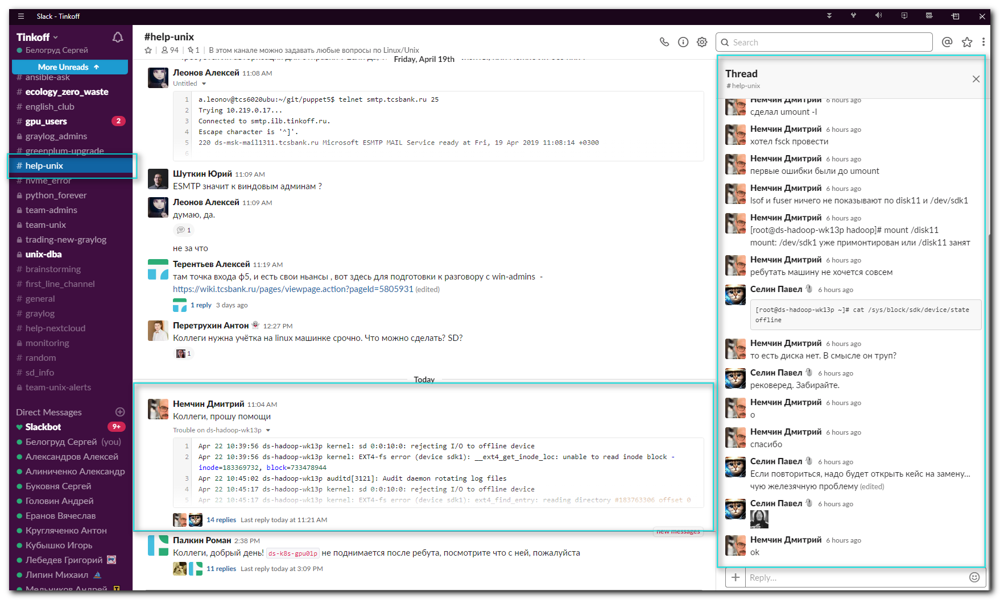 Slack - Tinkoff
Tinkoff
Белогруд Сергей
More Unreads
# ansible-ask
# ecology_zero_waste
# english_club
# gpu_users 2
graylog_admins
# greenplum-upgrade
# help-unix
# nvme_error
python_forever
team-admins
team-unix
trading-new-graylog
unix-dba
# brainstorming
# first_line_channel
# general
# graylog
# help-nextcloud
monitoring
# random
# sd_info
team-unix-alerts
Direct Messages
Slackbot 9+
Белогруд Сергей (you)
Александров Алексей
Алиниченко Александр
Буковня Сергей
Головин Андрей
Еранов Вячеслав
Кругляченко Антон
Кубышко Игорь
Лебедев Григорий
Липин Михаил
Мельников Андрей
#help-unix
94 | 1 | В этом канале можно задавать любые вопросы по Linux/Unix
Search
Friday, April 19th
Леонов Алексей 11:08 AM
Untitled
1 a.leonov@tcs6020ubu:~/git/puppet5$ telnet smtp.tcsbank.ru 25
2 Trying 10.219.0.17...
3 Connected to smtp.ilb.tinkoff.ru.
4 Escape character is '^]'.
5 220 ds-msk-mail1311.tcsbank.ru Microsoft ESMTP MAIL Service ready at Fri, 19 Apr 2019 11:08:14 +0300
6
Шуткин Юрий 11:09 AM
ESMTP значит к виндовым админам ?
Леонов Алексей 11:09 AM
думаю, да.
1
не за что
Терентьев Алексей 11:19 AM
там точка входа ф5, и есть свои ньансы , вот здесь для подготовки к разговору с win-admins -
https://wiki.tcsbank.ru/pages/viewpage.action?pageId=5805931 (edited)
1 reply 3 days ago
Перетрухин Антон 12:27 PM
Коллеги нужна учётка на linux машинке срочно. Что можно сделать? SD?
1
Today
Немчин Дмитрий 11:04 AM
Коллеги, прошу помощи
Trouble on ds-hadoop-wk13p
1 Apr 22 10:39:56 ds-hadoop-wk13p kernel: sd 0:0:10:0: rejecting I/O to offline device
2 Apr 22 10:39:56 ds-hadoop-wk13p kernel: EXT4-fs error (device sdk1): __ext4_get_inode_loc: unable to read inode block -
inode=183369732, block=733478944
3 Apr 22 10:45:02 ds-hadoop-wk13p auditd[3121]: Audit daemon rotating log files
4 Apr 22 10:45:17 ds-hadoop-wk13p kernel: sd 0:0:10:0: rejecting I/O to offline device
5 Apr 22 10:45:17 ds-hadoop-wk13p kernel: EXT4-fs error (device sdk1): ext4_find_entry: reading directory #183763306 offset 0
14 replies Last reply today at 11:21 AM
new messages
Палкин Роман 2:38 PM
Коллеги, добрый день! ds-k8s-gpu01p не поднимается после ребута, посмотрите что с ней, пожалуйста
11 replies Last reply today at 3:09 PM
Thread
#help-unix
Немчин Дмитрий 6 hours ago
сделал umount -l
Немчин Дмитрий 6 hours ago
хотел fsck провести
Немчин Дмитрий 6 hours ago
первые ошибки были до umount
Немчин Дмитрий 6 hours ago
lsof и fuser ничего не показывают по disk11 и /dev/sdk1
Немчин Дмитрий 6 hours ago
[root@ds-hadoop-wk13p hadoop]# mount /disk11
mount: /dev/sdk1 уже примонтирован или /disk11 занят
Немчин Дмитрий 6 hours ago
ребутать машину не хочется совсем
Селин Павел 6 hours ago
[root@ds-hadoop-wk13p ~]# cat /sys/block/sdk/device/state
offline
Немчин Дмитрий 6 hours ago
то есть диска нет. В смысле он труп?
Селин Павел 6 hours ago
рековеред. Забирайте.
Немчин Дмитрий 6 hours ago
о
Немчин Дмитрий 6 hours ago
спасибо
Селин Павел 6 hours ago
Если повториться, надо будет открыть кейс на замену...
чую железячную проблему (edited)
Селин Павел 6 hours ago
Немчин Дмитрий 6 hours ago
ok
Reply...